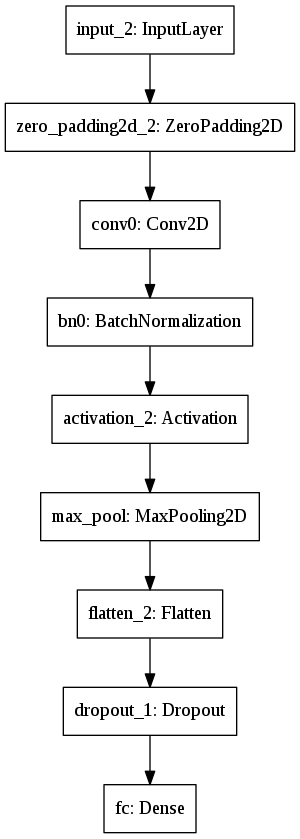 input_2: InputLayer
zero_padding2d_2: ZeroPadding2D
conv0: Conv2D
bn0: BatchNormalization
activation_2: Activation
max_pool: MaxPooling2D
flatten_2: Flatten
dropout_1: Dropout
fc: Dense